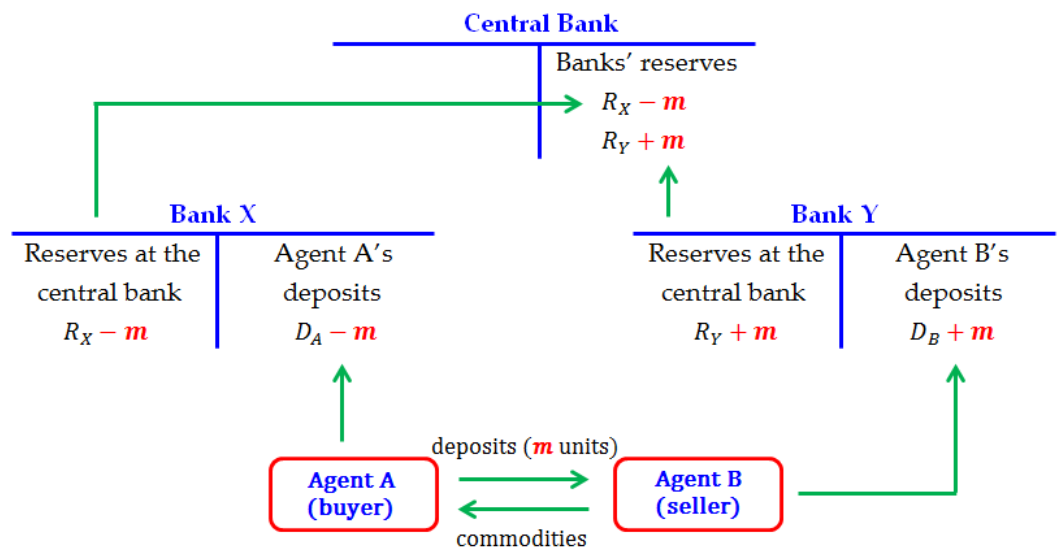 Central Bank
Banks' reserves
R_X − m
R_Y + m
Bank X
Reserves at the
central bank
R_X − m
Agent A's
deposits
D_A − m
Bank Y
Reserves at the
central bank
R_Y + m
Agent B's
deposits
D_B + m
deposits (m units)
Agent A
(buyer)
Agent B
(seller)
commodities